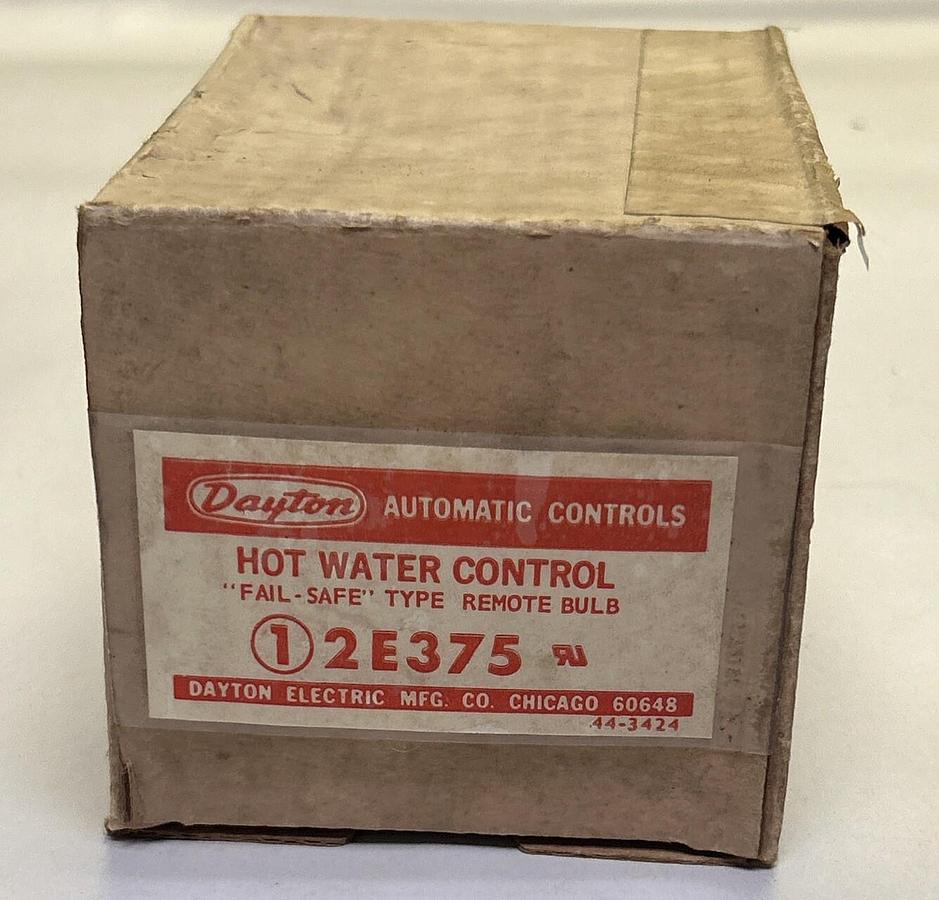 Dayton AUTOMATIC CONTROLS
HOT WATER CONTROL
"FAIL-SAFE" TYPE REMOTE BULB
1 2E375 RU
DAYTON ELECTRIC MFG. CO. CHICAGO 60648
44-3424